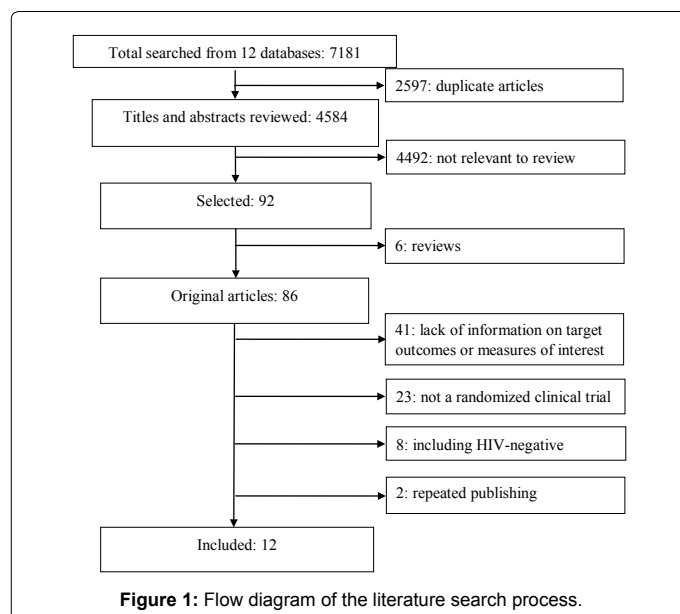 Total searched from 12 databases: 7181
2597: duplicate articles
Titles and abstracts reviewed: 4584
4492: not relevant to review
Selected: 92
6: reviews
Original articles: 86
41: lack of information on target
outcomes or measures of interest
23: not a randomized clinical trial
8: including HIV-negative
2: repeated publishing
Included: 12
Figure 1: Flow diagram of the literature search process.